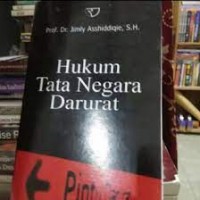 Prof. Dr. Jimly Asshiddiqie, S.H.
Hukum
Tata Negara
Darurat